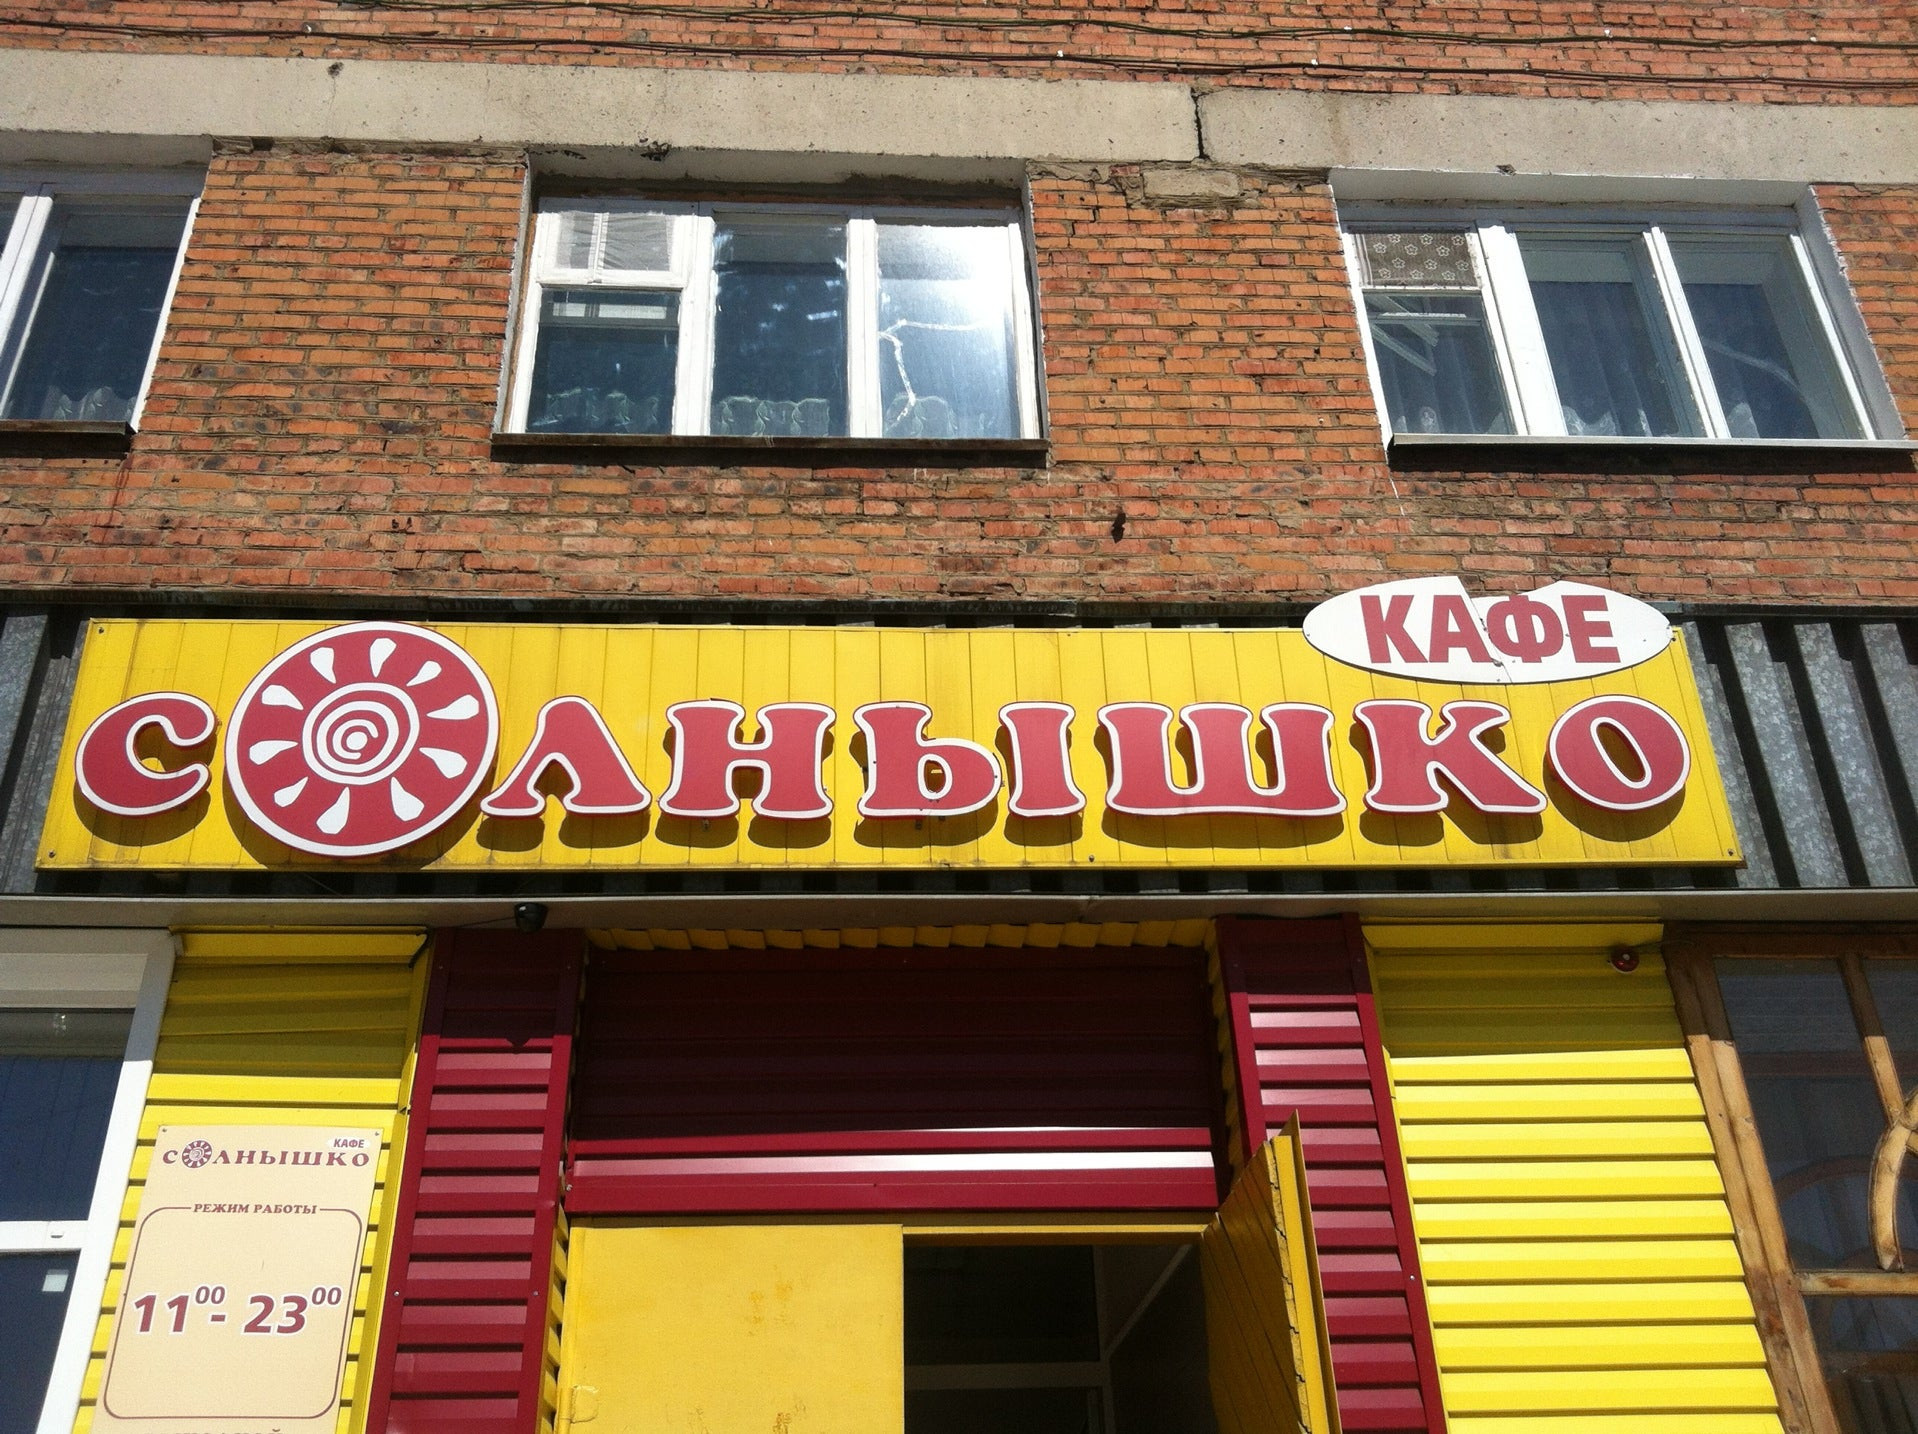 КАФЕ
СОЛНЫШКО
КАФЕ
СОЛНЫШКО
РЕЖИМ РАБОТЫ
11⁰⁰ - 23⁰⁰